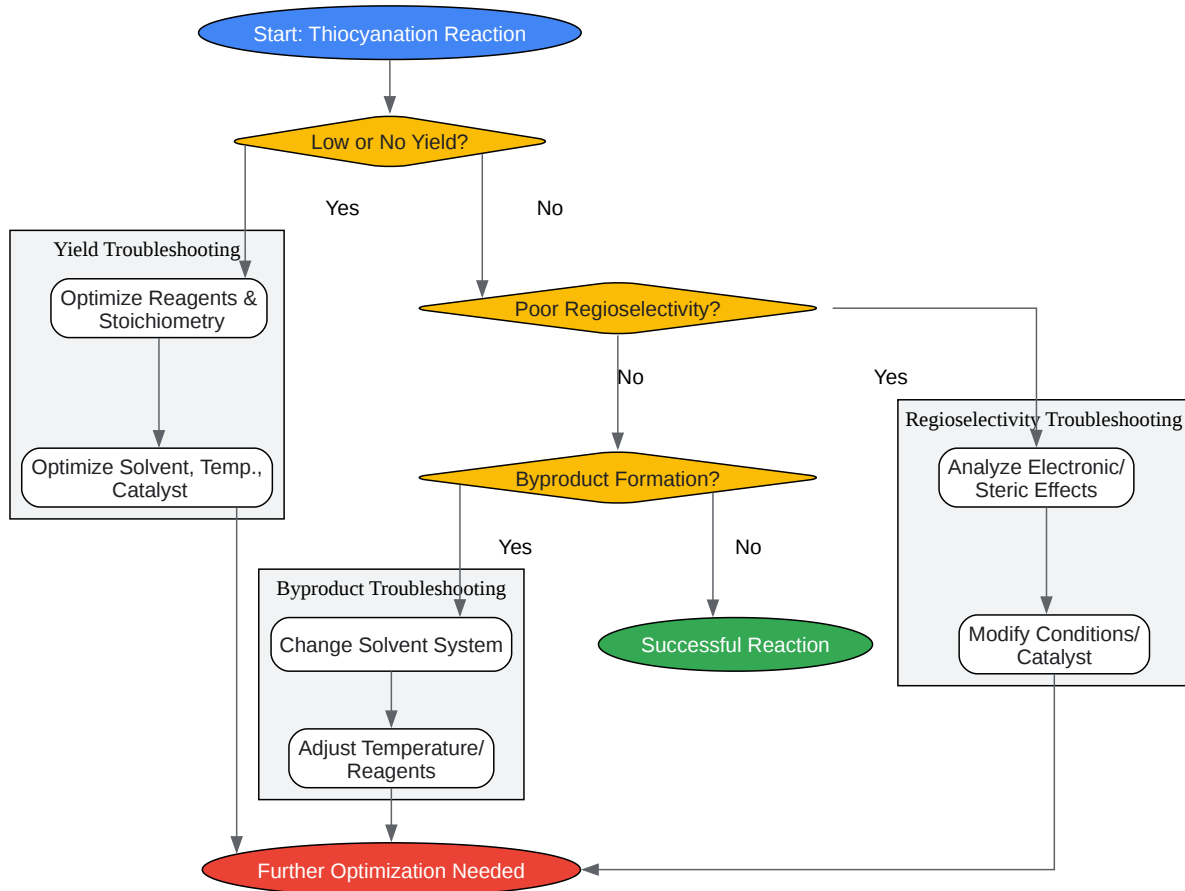 Start: Thiocyanation Reaction
Low or No Yield?
Yes
No
Yield Troubleshooting
Optimize Reagents &
Stoichiometry
Poor Regioselectivity?
No
Yes
Regioselectivity Troubleshooting
Optimize Solvent, Temp.,
Catalyst
Byproduct Formation?
Analyze Electronic/
Steric Effects
Yes
No
Byproduct Troubleshooting
Change Solvent System
Successful Reaction
Modify Conditions/
Catalyst
Adjust Temperature/
Reagents
Further Optimization Needed